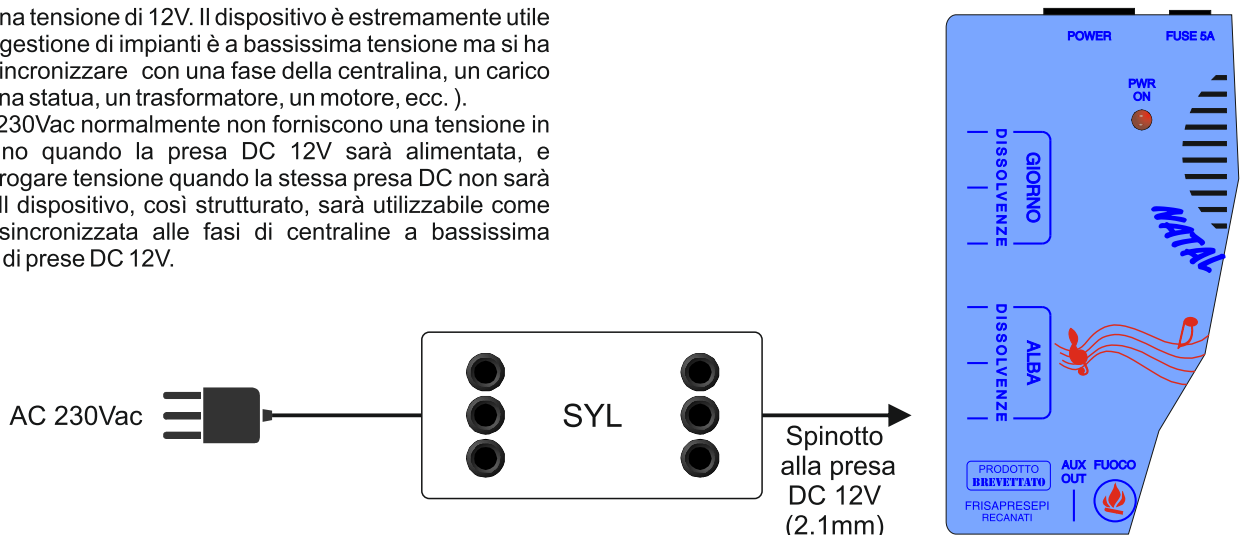 na tensione di 12V. Il dispositivo è estremamente utile
gestione di impianti è a bassissima tensione ma si ha
incronizzare con una fase della centralina, un carico
na statua, un trasformatore, un motore, ecc. ).
230Vac normalmente non forniscono una tensione in
no quando la presa DC 12V sarà alimentata, e
rogare tensione quando la stessa presa DC non sarà
Il dispositivo, così strutturato, sarà utilizzabile come
sincronizzata alle fasi di centraline a bassissima
di prese DC 12V.
AC 230Vac
SYL
Spinotto
alla presa
DC 12V
(2.1mm)
POWER
FUSE 5A
PWR
ON
DISSOLVENZE
GIORNO
NATAL
DISSOLVENZE
ALBA
PRODOTTO
BREVETTATO
FRISAPRESEPI
RECANATI
AUX
OUT
FUOCO